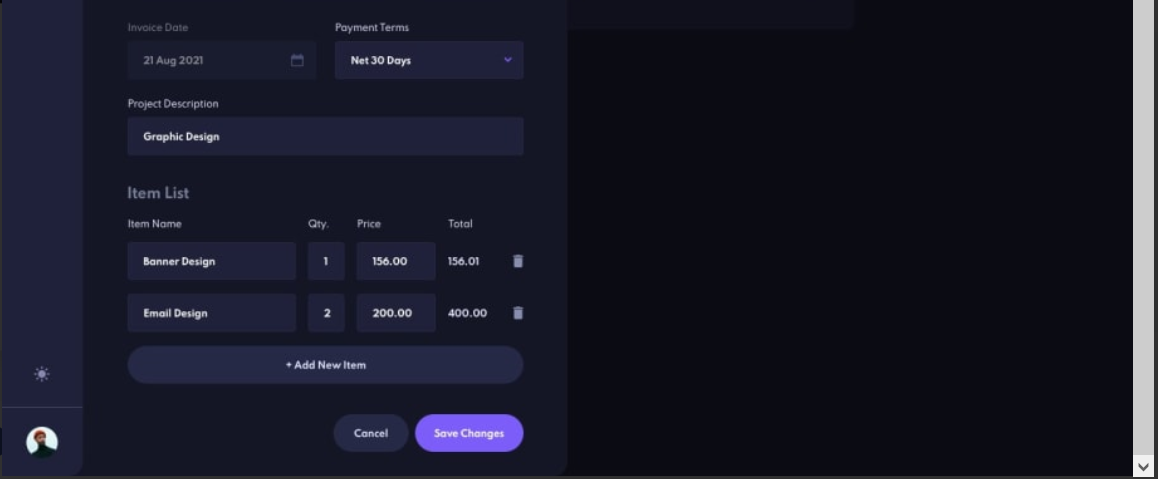 Invoice Date Payment Terms
21 Aug 2021 Net 30 Days
Project Description
Graphic Design
Item List
Item Name Qty. Price Total
Banner Design 1 156.00 156.01
Email Design 2 200.00 400.00
+ Add New Item
Cancel Save Changes